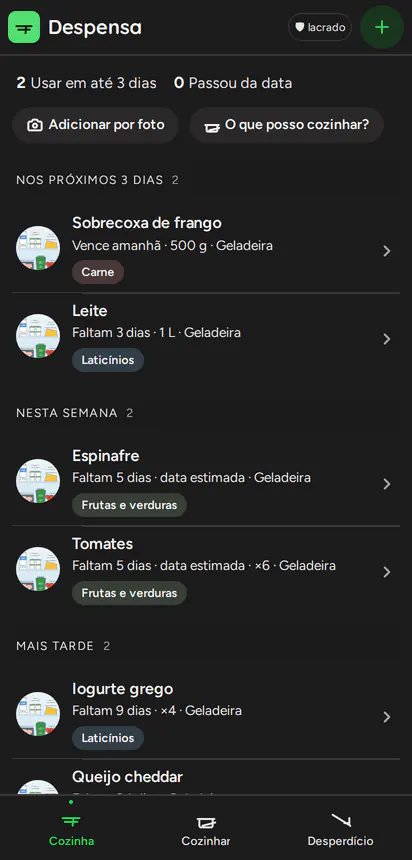 Despensa
lacrado
2 Usar em até 3 dias 0 Passou da data
Adicionar por foto
O que posso cozinhar?
NOS PRÓXIMOS 3 DIAS 2
Sobrecoxa de frango
Vence amanhã · 500 g · Geladeira
Carne
Leite
Faltam 3 dias · 1 L · Geladeira
Laticínios
NESTA SEMANA 2
Espinafre
Faltam 5 dias · data estimada · Geladeira
Frutas e verduras
Tomates
Faltam 5 dias · data estimada · ×6 · Geladeira
Frutas e verduras
MAIS TARDE 2
Iogurte grego
Faltam 9 dias · ×4 · Geladeira
Laticínios
Queijo cheddar
Cozinha
Cozinhar
Desperdício